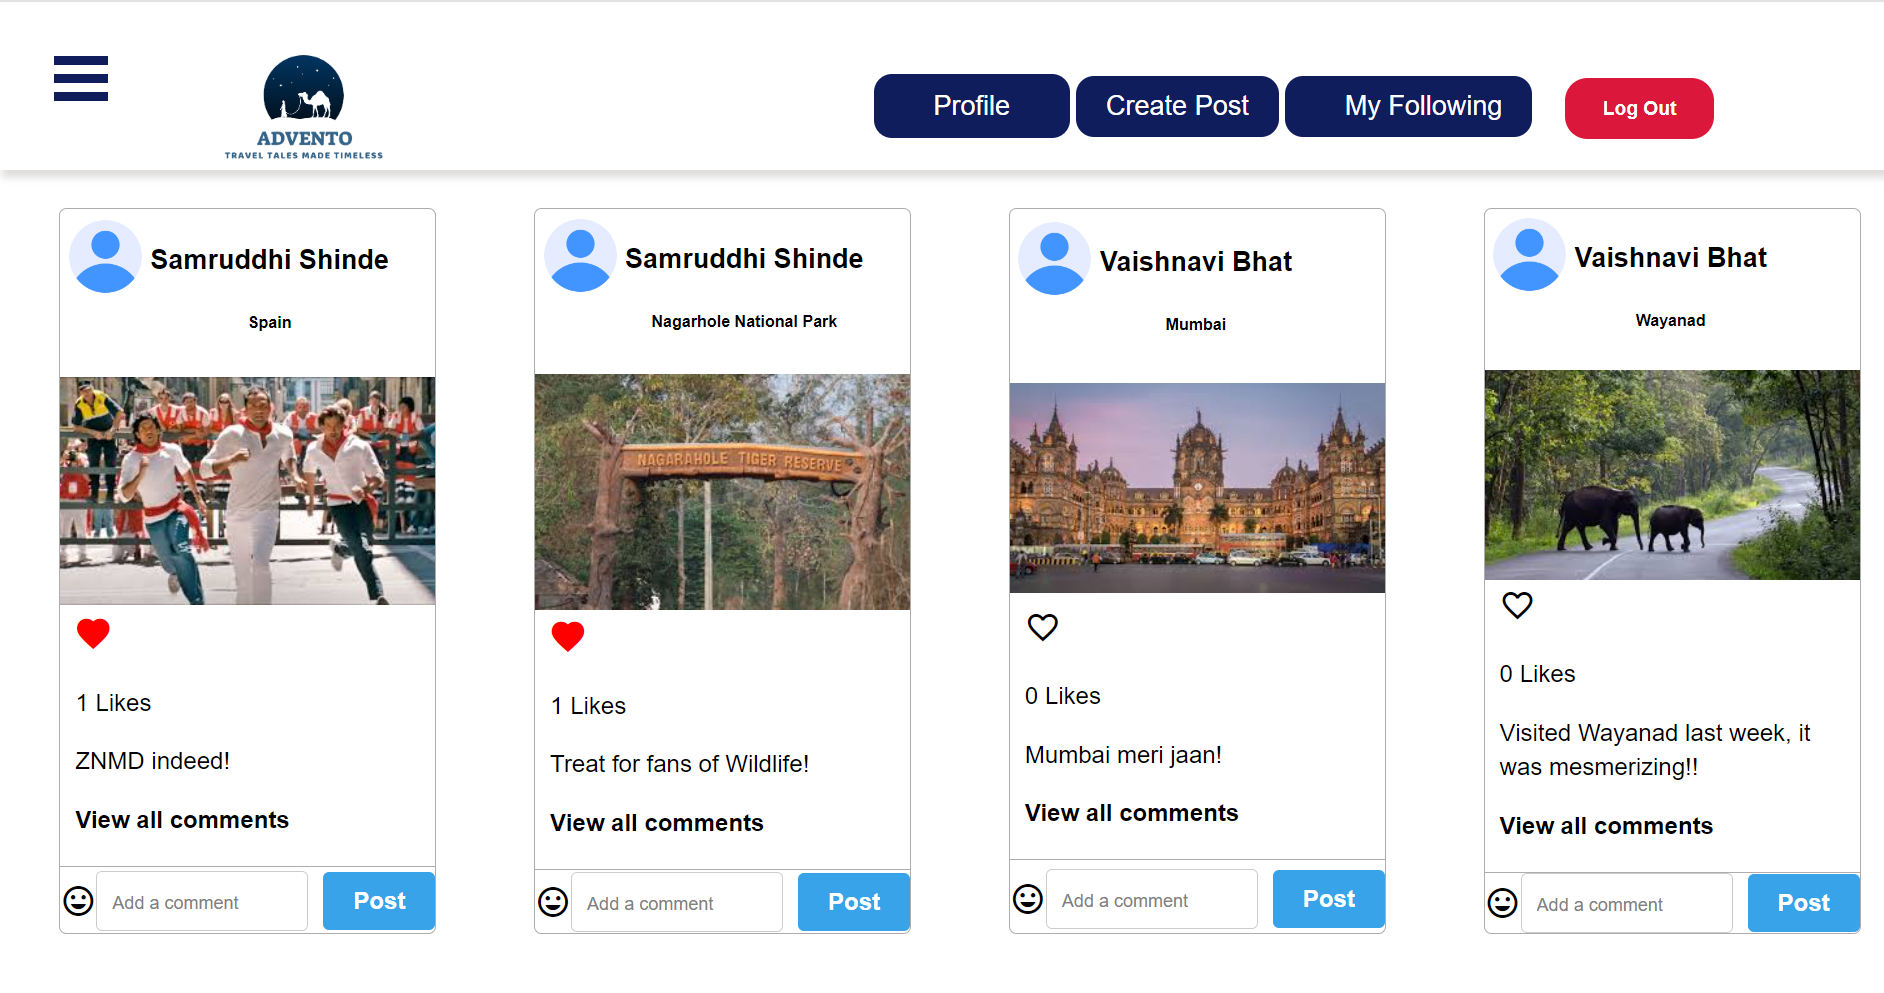 ADVENTO
TRAVEL TALES MADE TIMELESS
Profile
Create Post
My Following
Log Out
Samruddhi Shinde
Spain
1 Likes
ZNMD indeed!
View all comments
Add a comment
Post
Samruddhi Shinde
Nagarhole National Park
NAGARAHOLE TIGER RESERVE
1 Likes
Treat for fans of Wildlife!
View all comments
Add a comment
Post
Vaishnavi Bhat
Mumbai
0 Likes
Mumbai meri jaan!
View all comments
Add a comment
Post
Vaishnavi Bhat
Wayanad
0 Likes
Visited Wayanad last week, it
was mesmerizing!!
View all comments
Add a comment
Post